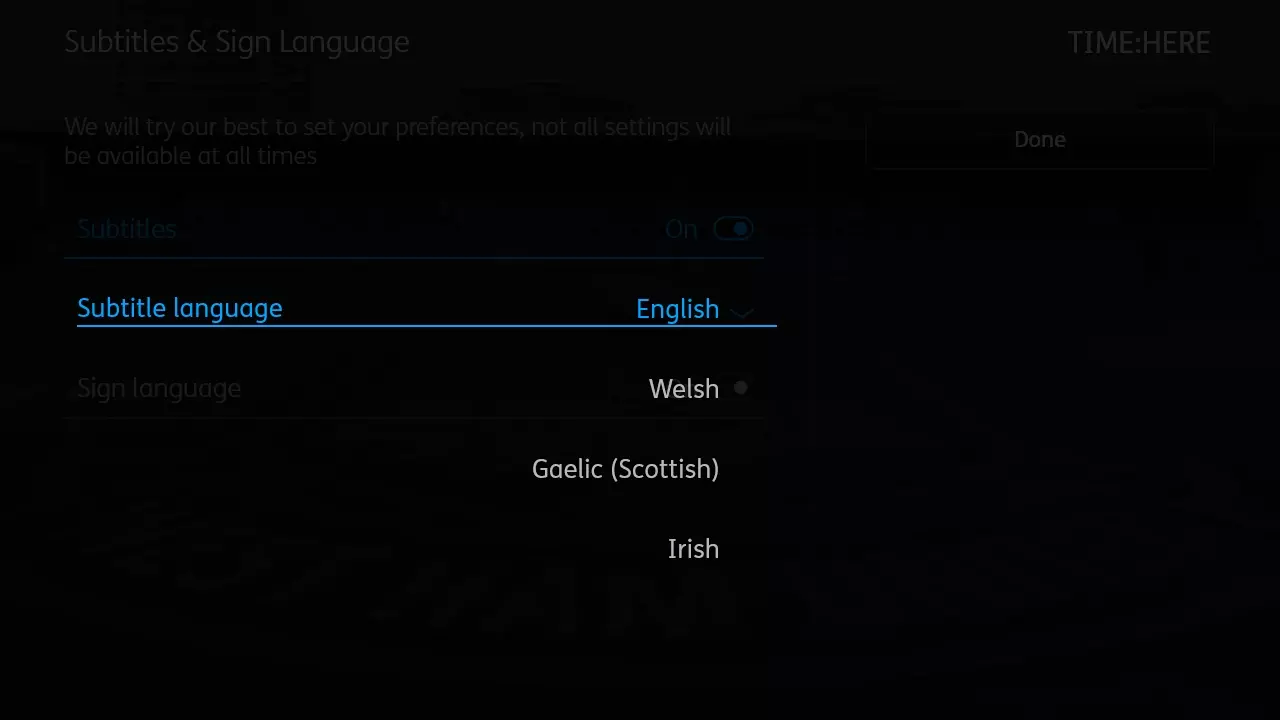 Subtitles & Sign Language
TIME:HERE
We will try our best to set your preferences, not all settings will
be available at all times
Done
Subtitles On
Subtitle language English
Sign language Welsh
Gaelic (Scottish)
Irish